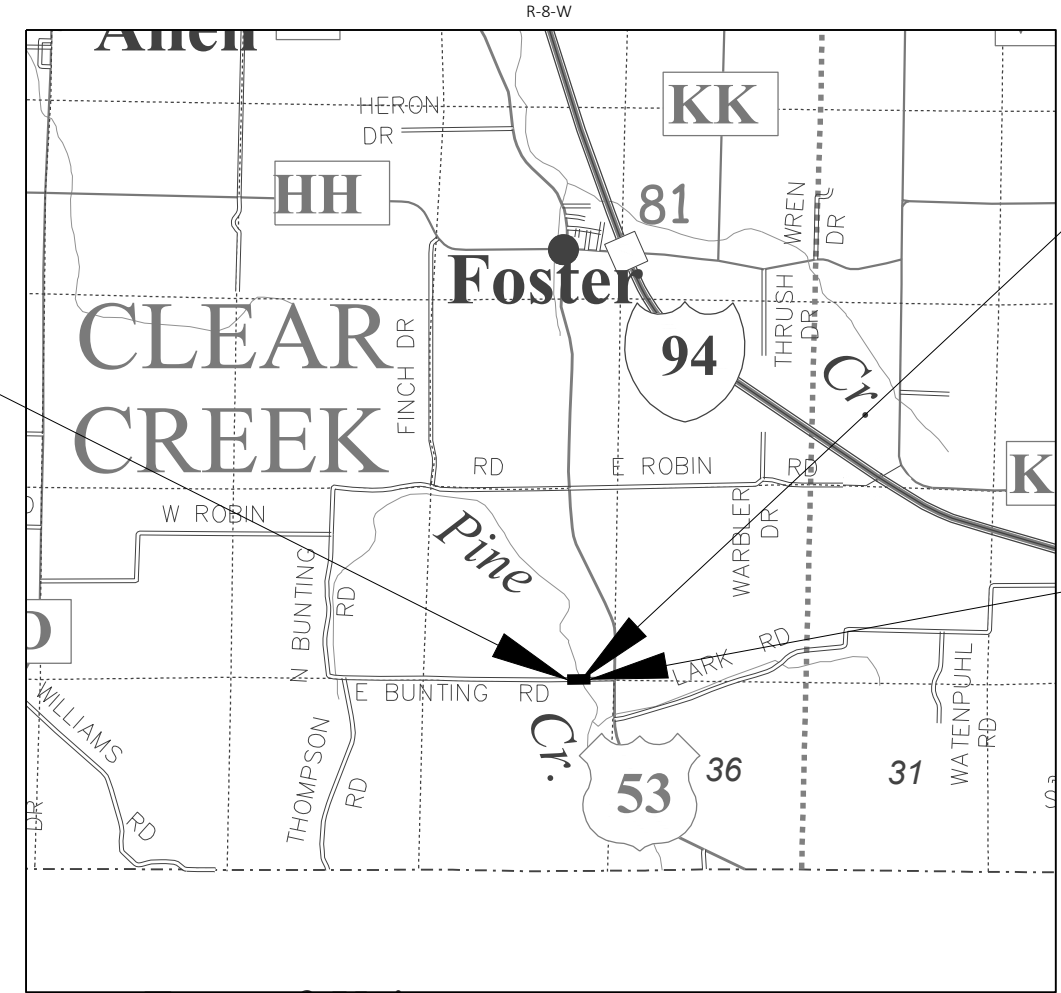 R-8-W
Allen
HERON
DR
KK
HH
81
WREN
DR
Foster
CLEAR
CREEK
FINCH DR
94
THRUSH
DR
Cr.
RD
E ROBIN
RD
K
W ROBIN
Pine
WARBLER
DR
N BUNTING
RD
LARK RD
E BUNTING RD
WILLIAMS
RD
DR
THOMPSON
RD
Cr.
53
36
31
WATENPUHL
RD